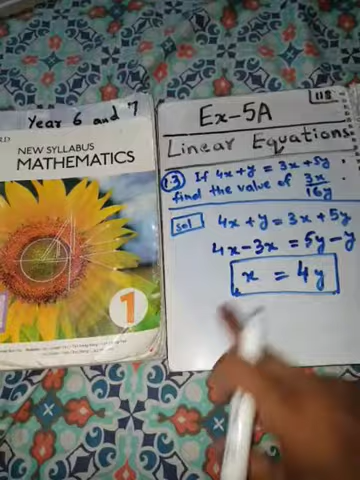 Year 6 and 7
NEW SYLLABUS
MATHEMATICS
1
118
Ex-5A
Linear Equations:
13 If 4x+y = 3x+5y.
find the value of 3x/16y.
Sol 4x+y = 3x+5y
4x-3x = 5y-y
x = 4y